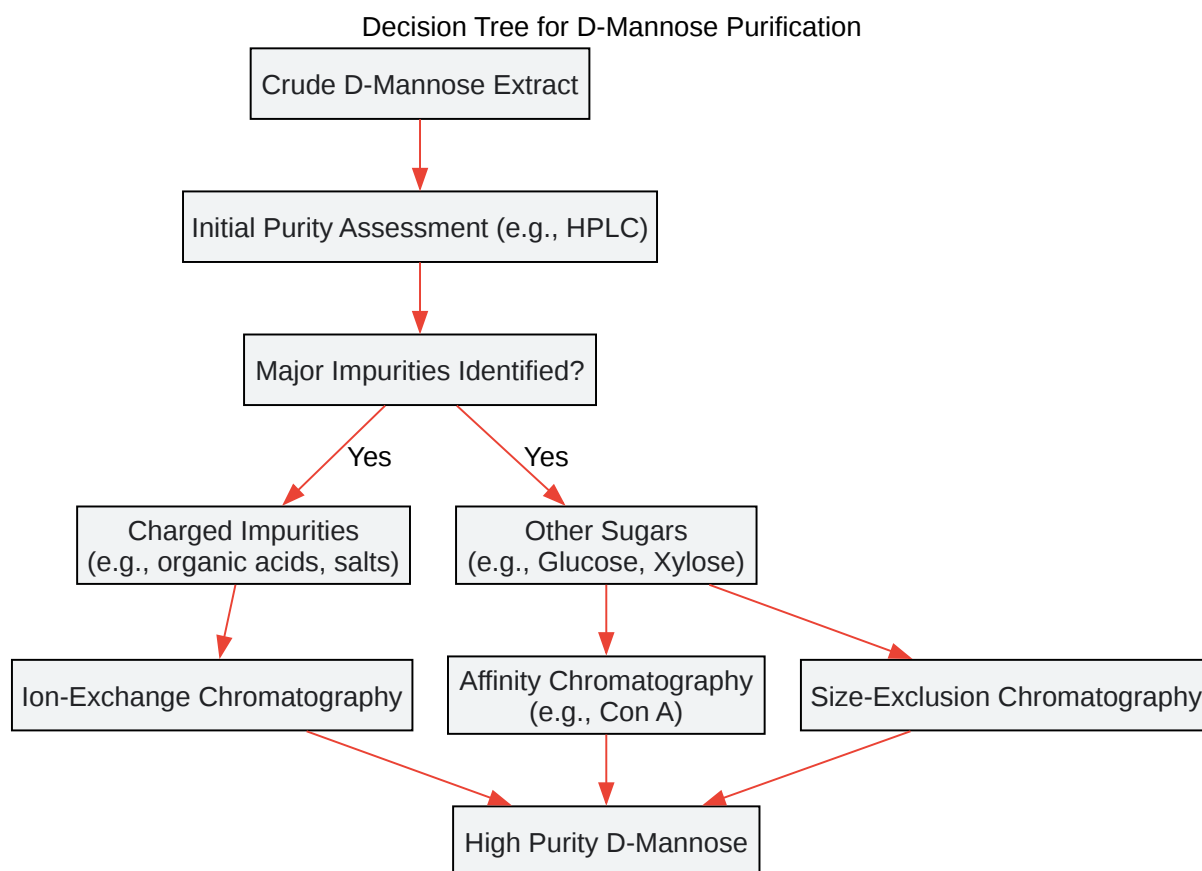 Decision Tree for D-Mannose Purification
Crude D-Mannose Extract
Initial Purity Assessment (e.g., HPLC)
Major Impurities Identified?
Yes
Yes
Charged Impurities
(e.g., organic acids, salts)
Other Sugars
(e.g., Glucose, Xylose)
Ion-Exchange Chromatography
Affinity Chromatography
(e.g., Con A)
Size-Exclusion Chromatography
High Purity D-Mannose